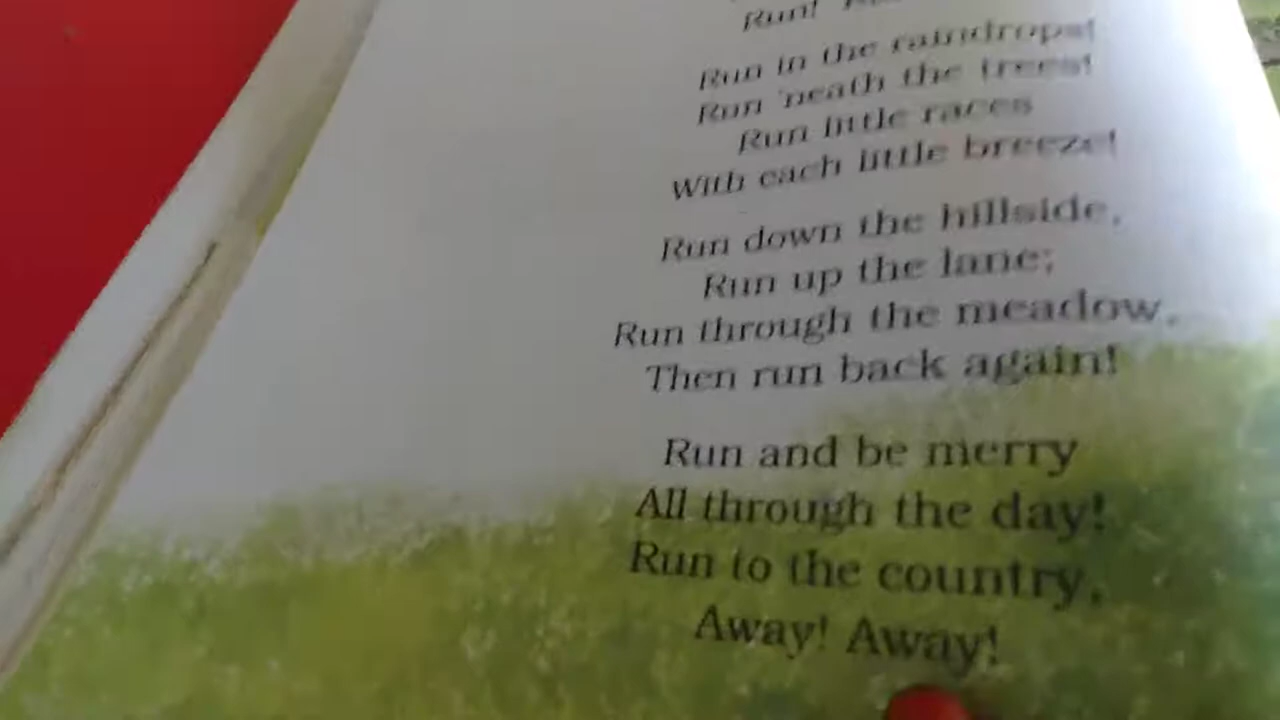 Run!
Run in the raindrops!
Run 'neath the trees!
Run little races
With each little breeze!
Run down the hillside,
Run up the lane;
Run through the meadow,
Then run back again!
Run and be merry
All through the day!
Run to the country,
Away! Away!